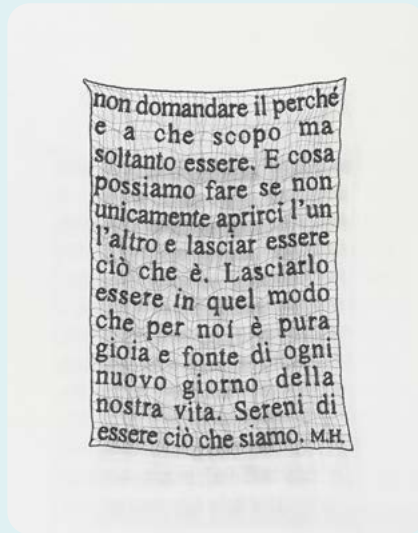 non domandare il perché
e a che scopo ma
soltanto essere. E cosa
possiamo fare se non
unicamente aprirci l'un
l'altro e lasciar essere
ciò che è. Lasciarlo
essere in quel modo
che per noi è pura
gioia e fonte di ogni
nuovo giorno della
nostra vita. Sereni di
essere ciò che siamo. M.H.